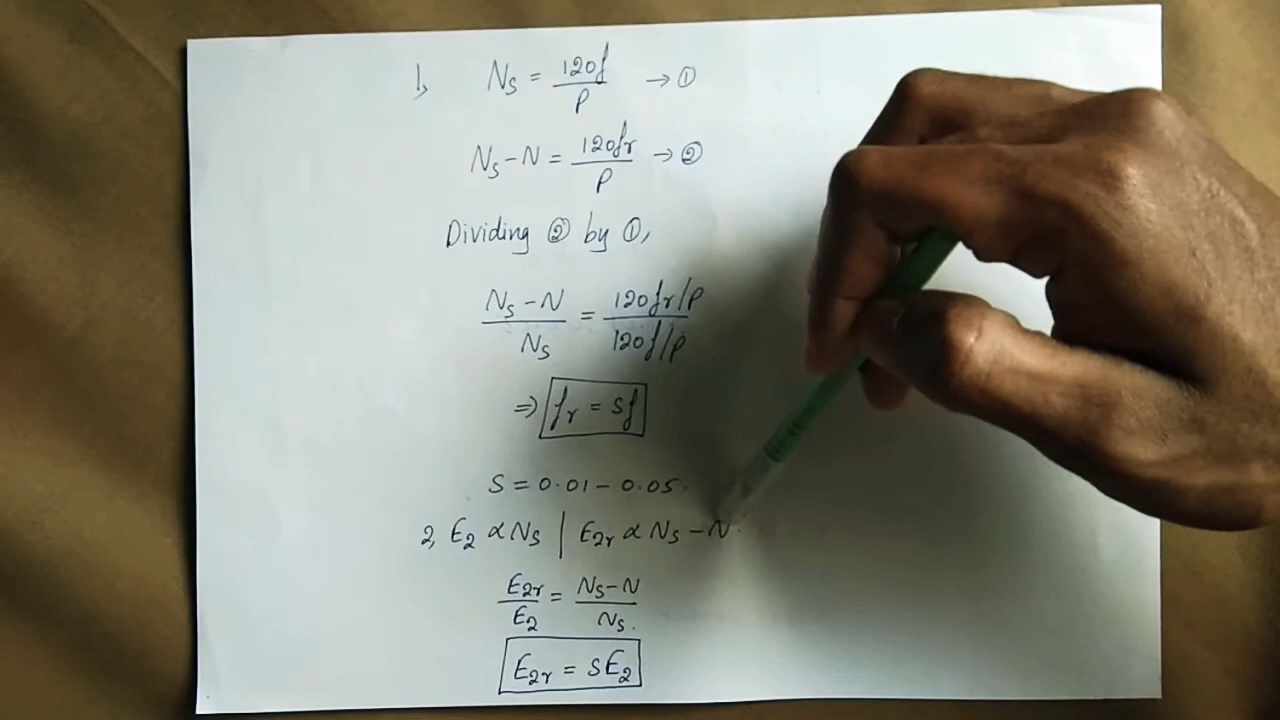 1, Ns = 120f/P → ①
Ns - N = 120fr/P → ②
Dividing ② by ①,
Ns - N/Ns = 120fr/P/120f/P
⇒ fr = sf
S = 0.01 - 0.05.
2, E2 ∝ Ns | E2r ∝ Ns - N.
E2r/E2 = Ns - N/Ns.
E2r = SE2